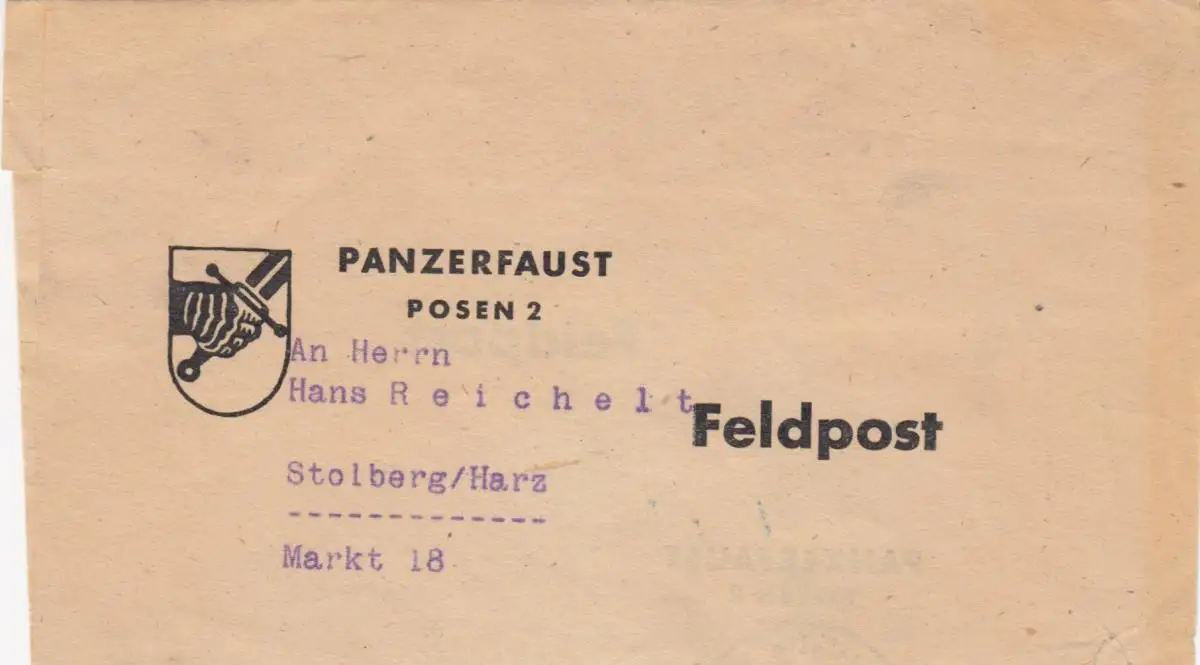 PANZERFAUST
POSEN 2
An Herrn
Hans R e i c h e l t
Feldpost
Stolberg/Harz
-------------
Markt 18